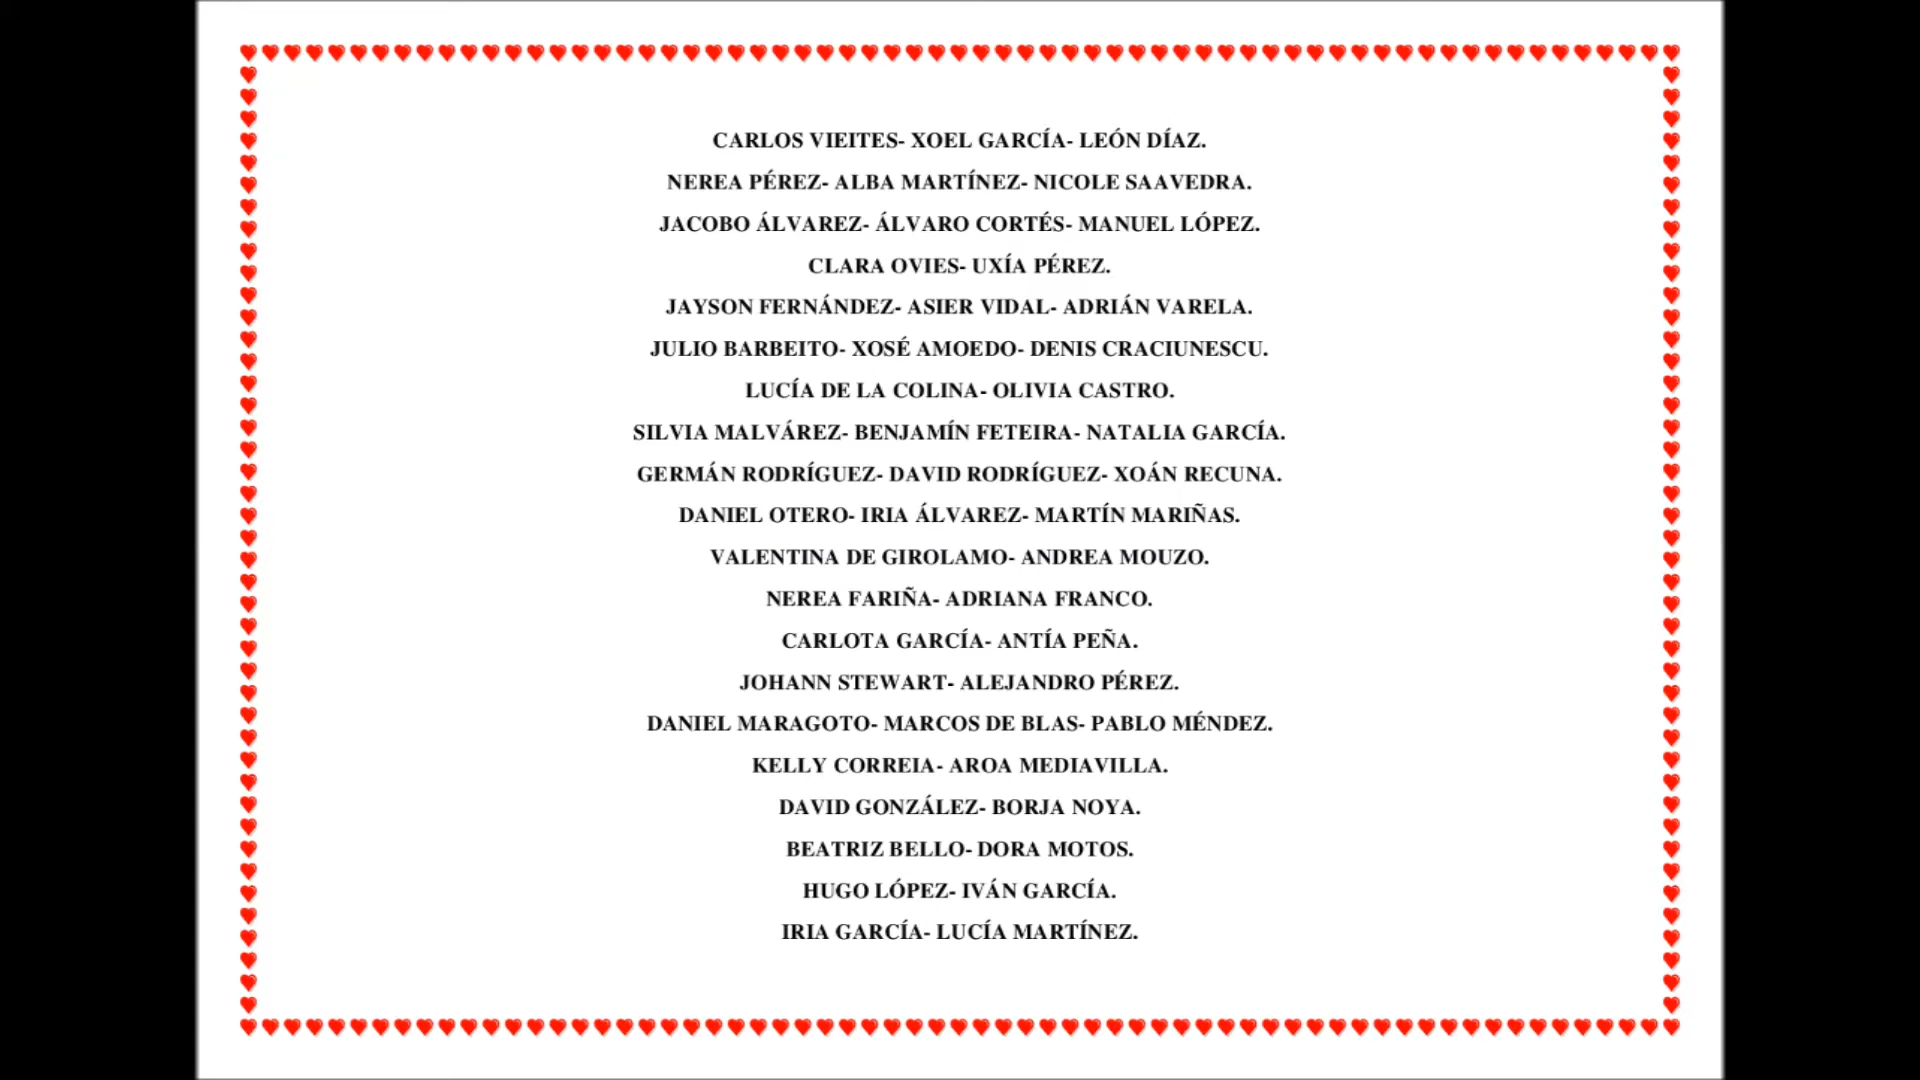 CARLOS VIEITES- XOEL GARCÍA- LEÓN DÍAZ.
NEREA PÉREZ- ALBA MARTÍNEZ- NICOLE SAAVEDRA.
JACOBO ÁLVAREZ- ÁLVARO CORTÉS- MANUEL LÓPEZ.
CLARA OVIES- UXÍA PÉREZ.
JAYSON FERNÁNDEZ- ASIER VIDAL- ADRIÁN VARELA.
JULIO BARBEITO- XOSÉ AMOEDO- DENIS CRACIUNESCU.
LUCÍA DE LA COLINA- OLIVIA CASTRO.
SILVIA MALVÁREZ- BENJAMÍN FETEIRA- NATALIA GARCÍA.
GERMÁN RODRÍGUEZ- DAVID RODRÍGUEZ- XOÁN RECUNA.
DANIEL OTERO- IRIA ÁLVAREZ- MARTÍN MARIÑAS.
VALENTINA DE GIROLAMO- ANDREA MOUZO.
NEREA FARIÑA- ADRIANA FRANCO.
CARLOTA GARCÍA- ANTÍA PEÑA.
JOHANN STEWART- ALEJANDRO PÉREZ.
DANIEL MARAGOTO- MARCOS DE BLAS- PABLO MÉNDEZ.
KELLY CORREIA- AROA MEDIAVILLA.
DAVID GONZÁLEZ- BORJA NOYA.
BEATRIZ BELLO- DORA MOTOS.
HUGO LÓPEZ- IVÁN GARCÍA.
IRIA GARCÍA- LUCÍA MARTÍNEZ.